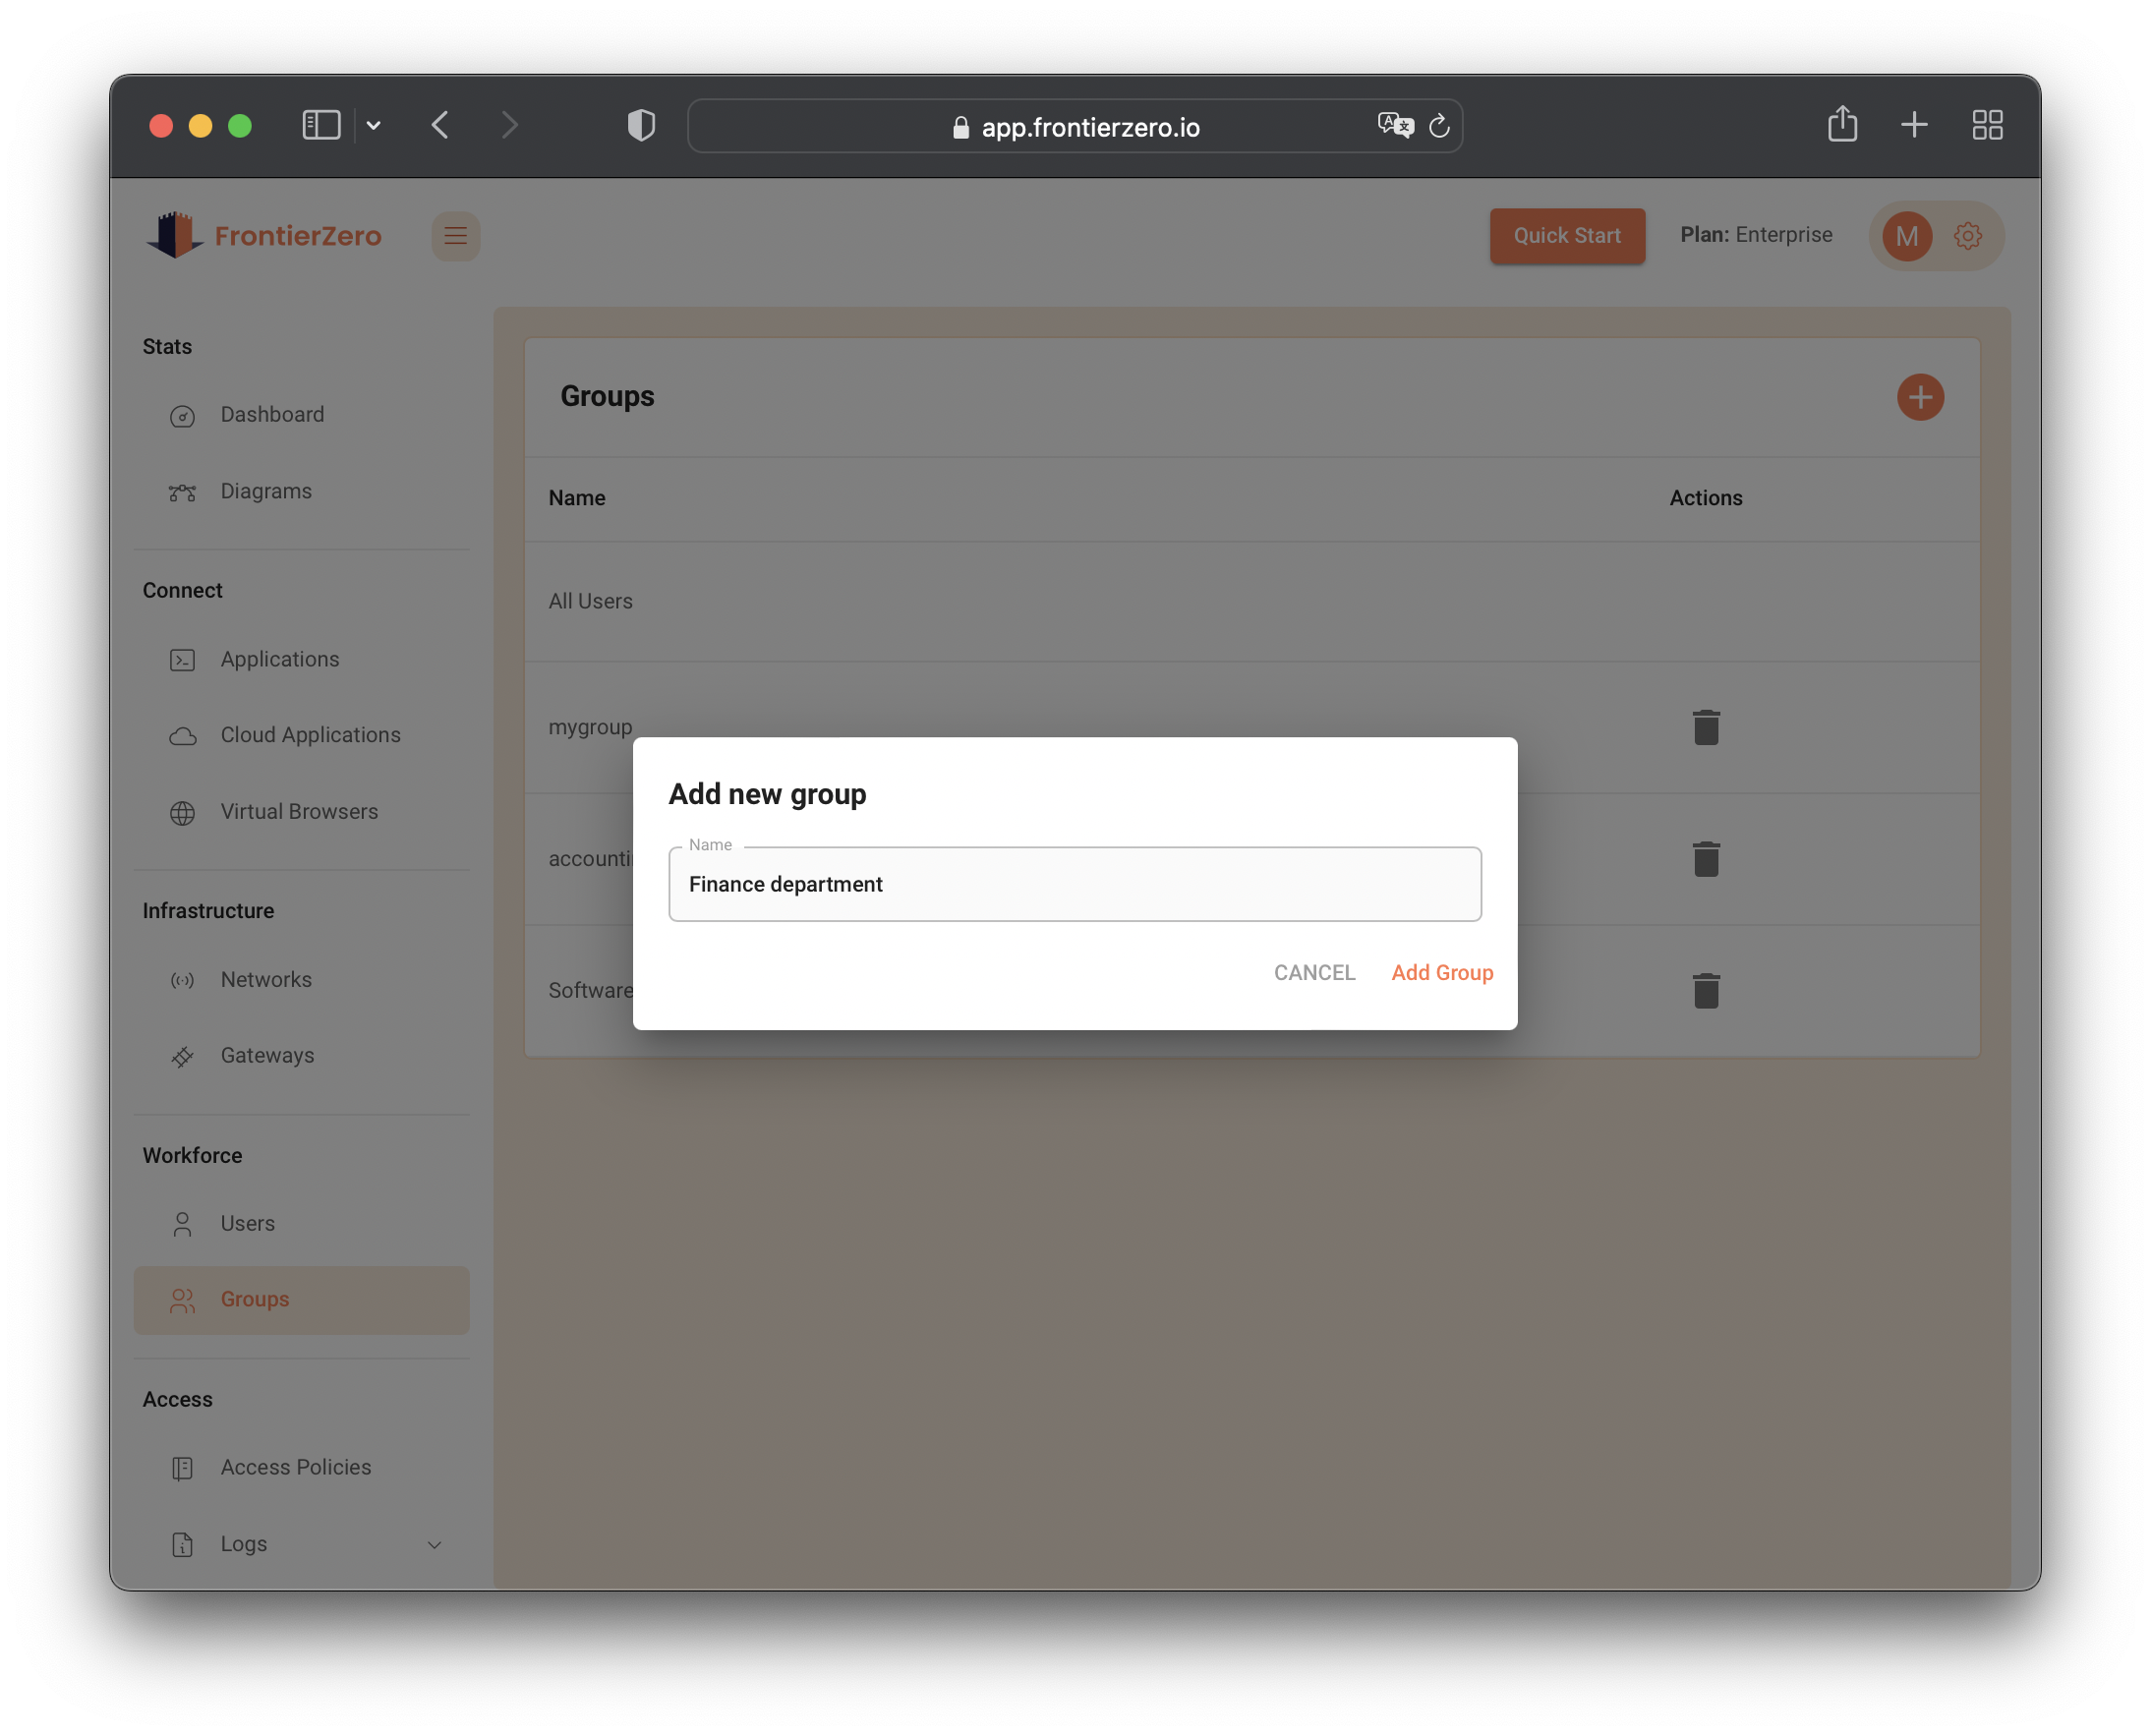 app.frontierzero.io
FrontierZero
Quick Start
Plan: Enterprise
M
Stats
Dashboard
Diagrams
Connect
Applications
Cloud Applications
Virtual Browsers
Infrastructure
Networks
Gateways
Workforce
Users
Groups
Access
Access Policies
Logs
Groups
Name Actions
All Users
mygroup
Software
Add new group
Name
Finance department
CANCEL Add Group